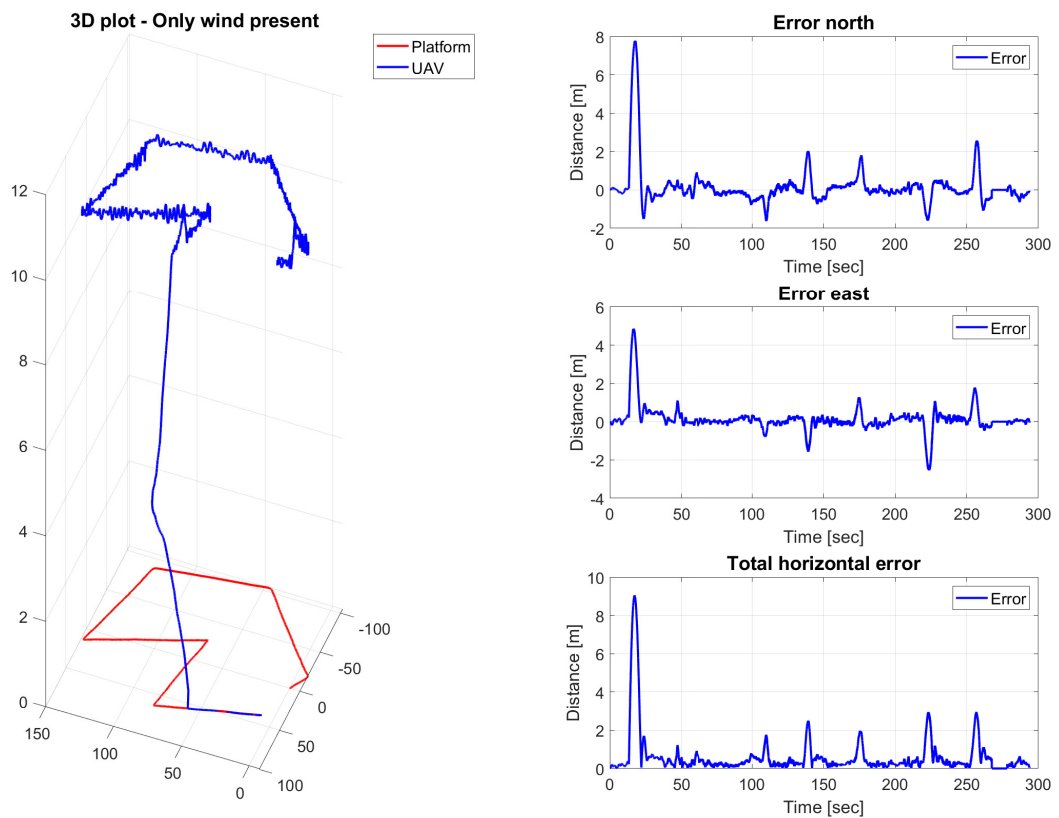 3D plot - Only wind present
Platform
UAV
12
10
8
6
4
2
0
150
100
50
0
-100
-50
0
50
100
Error north
Error
Distance [m]
8
6
4
2
0
-2
0 50 100 150 200 250 300
Time [sec]
Error east
Error
Distance [m]
6
4
2
0
-2
-4
0 50 100 150 200 250 300
Time [sec]
Total horizontal error
Error
Distance [m]
10
8
6
4
2
0
0 50 100 150 200 250 300
Time [sec]